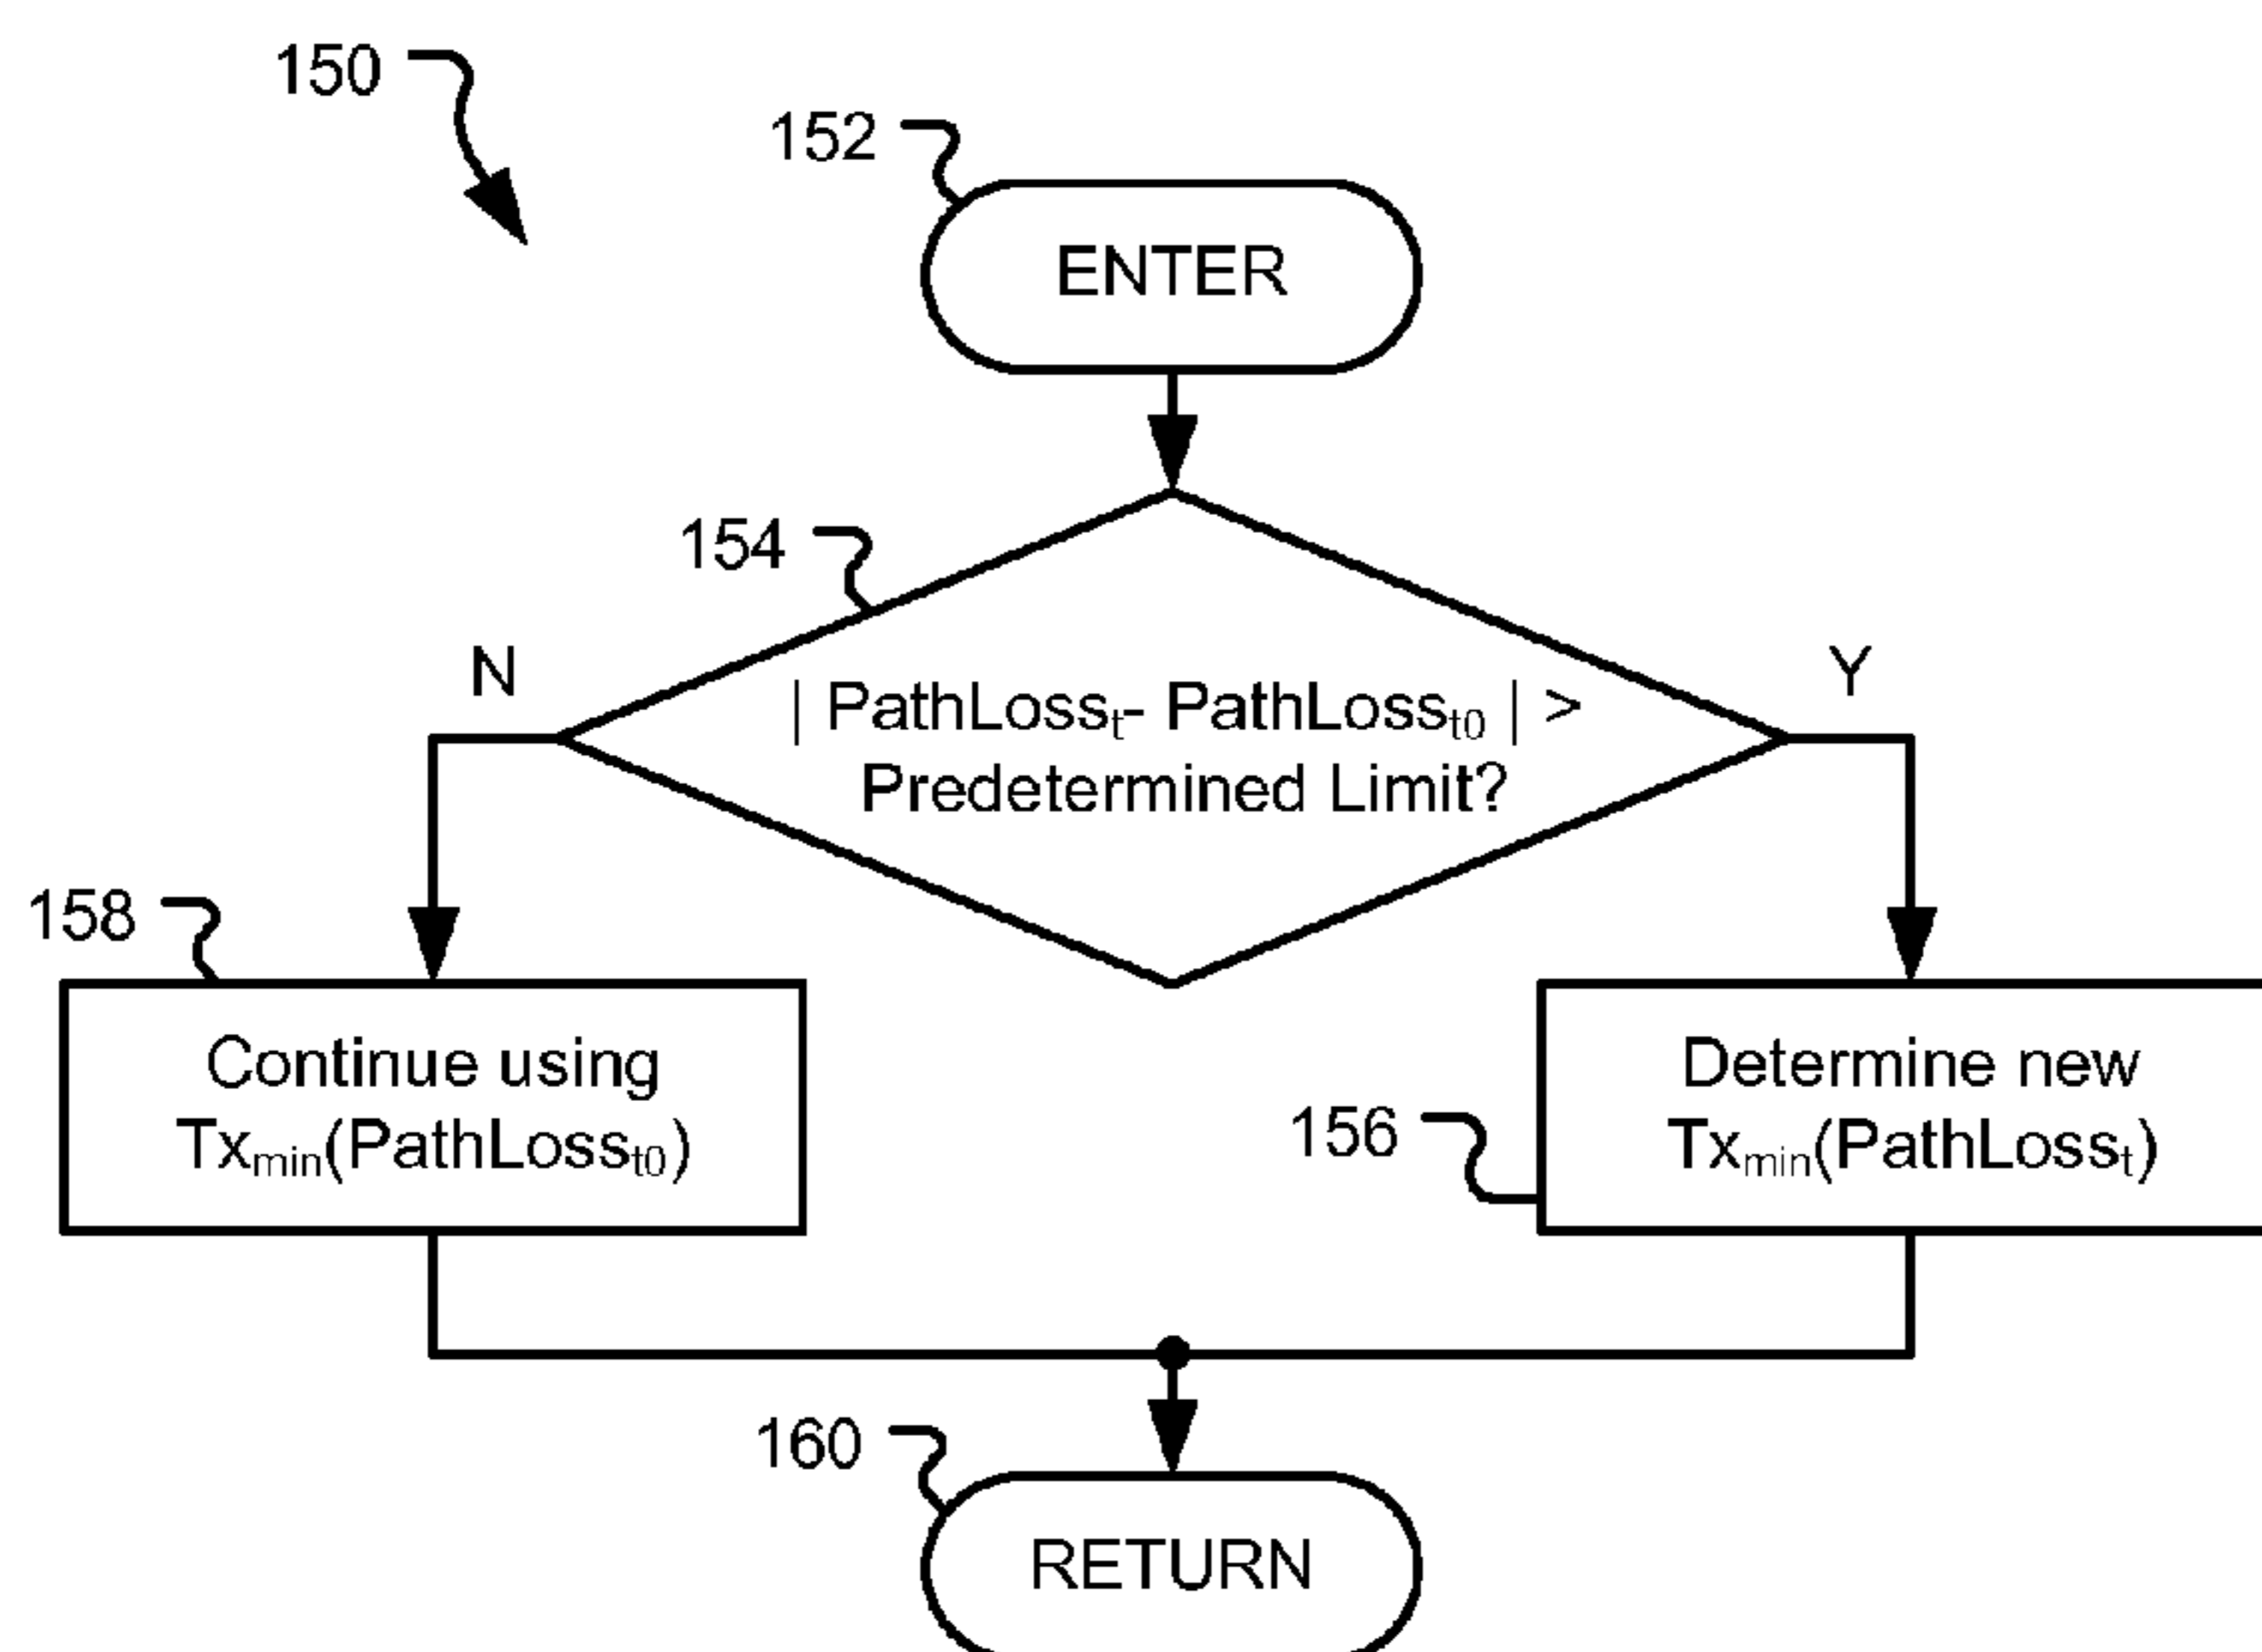 150
152
ENTER
154
N
Y
| PathLossₜ- PathLossₜ₀ | >
Predetermined Limit?
158
Continue using
Txₘᵢₙ(PathLossₜ₀)
156
Determine new
Txₘᵢₙ(PathLossₜ)
160
RETURN